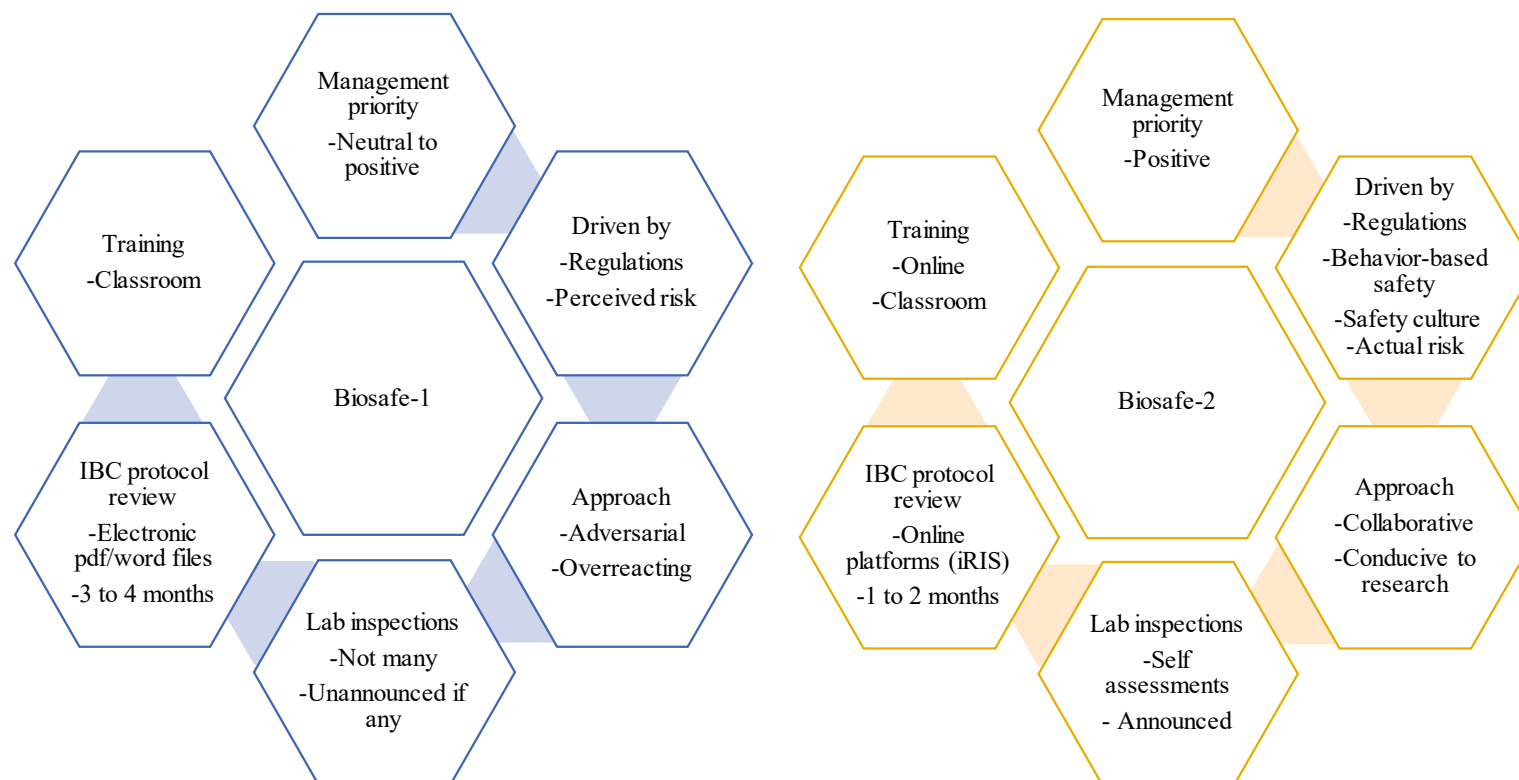 Management
priority
-Neutral to
positive
Driven by
-Regulations
-Perceived risk
Approach
-Adversarial
-Overreacting
Lab inspections
-Not many
-Unannounced if
any
IBC protocol
review
-Electronic
pdf/word files
-3 to 4 months
Training
-Classroom
Biosafe-1
Management
priority
-Positive
Driven by
-Regulations
-Behavior-based
safety
-Safety culture
-Actual risk
Approach
-Collaborative
-Conducive to
research
Lab inspections
-Self
assessments
- Announced
IBC protocol
review
-Online
platforms (iRIS)
-1 to 2 months
Training
-Online
-Classroom
Biosafe-2